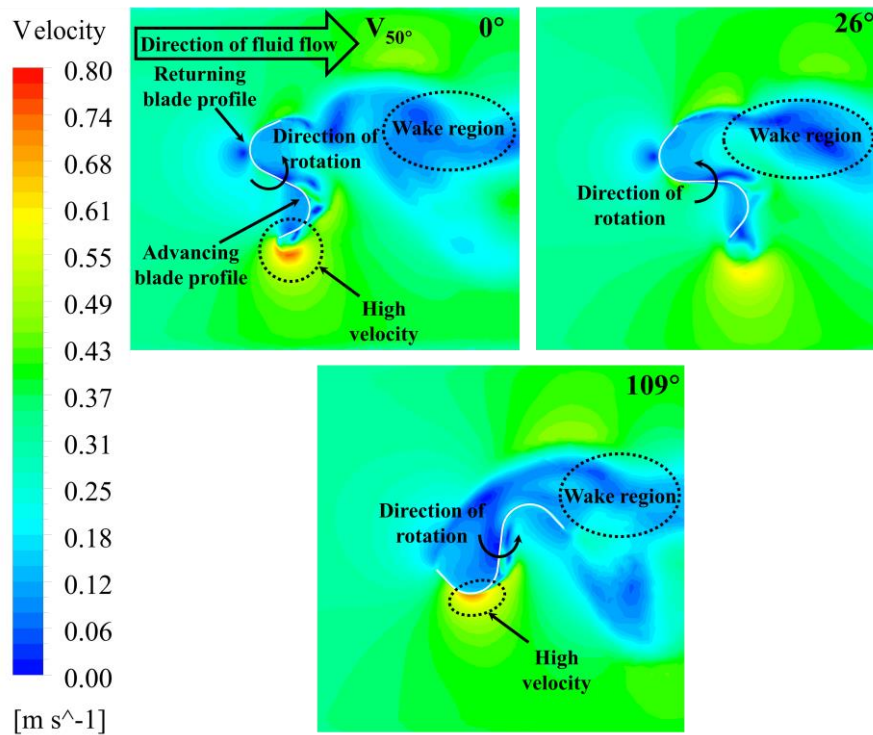 Velocity
0.80
0.74
0.68
0.61
0.55
0.49
0.43
0.37
0.31
0.24
0.18
0.12
0.06
0.00
[m s^-1]
Direction of fluid flow
V50°
0°
Returning
blade profile
Direction of
rotation
Wake region
Advancing
blade profile
High
velocity
26°
Wake region
Direction of
rotation
109°
Direction of
rotation
Wake region
High
velocity